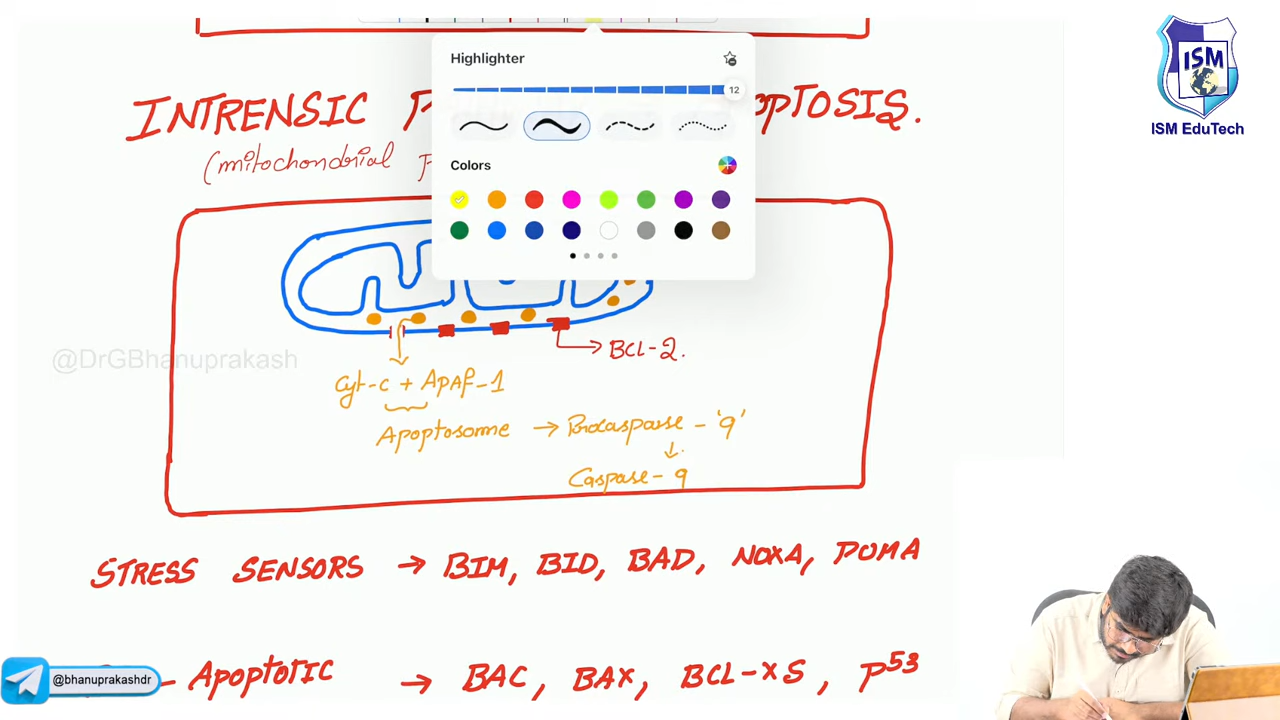 Highlighter
12
INTRENSIC P OPTOSIS.
ISM
ISM EduTech
(mitochondrial P
Colors
BCL-2.
@DrGBhanuprakash
Cyt-c + APAF-1
Apoptosome → Procaspase - '9'
Caspase - 9
STRESS SENSORS → BIM, BID, BAD, NOXA, PUMA
- Apoptotic → BAC, BAX, BCL-XS, P53
@bhanuprakashdr